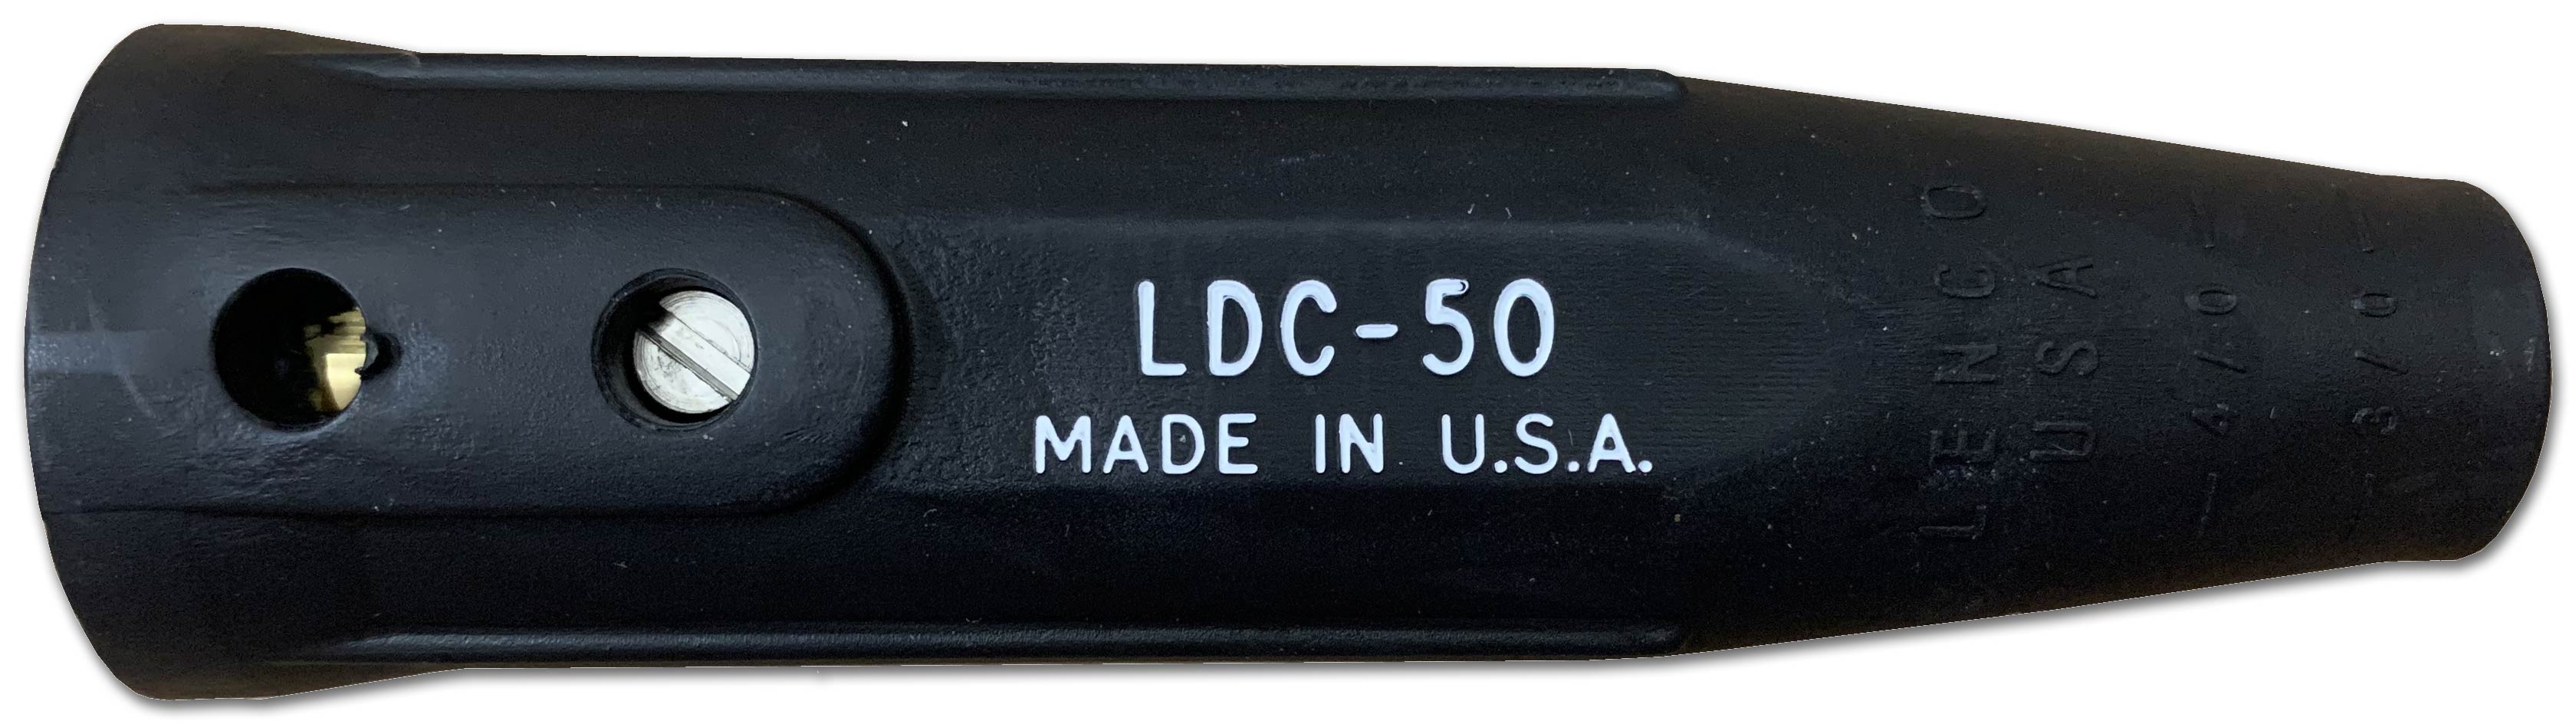 LDC-50
MADE IN U.S.A.
LENCO
USA
4/0
3/0